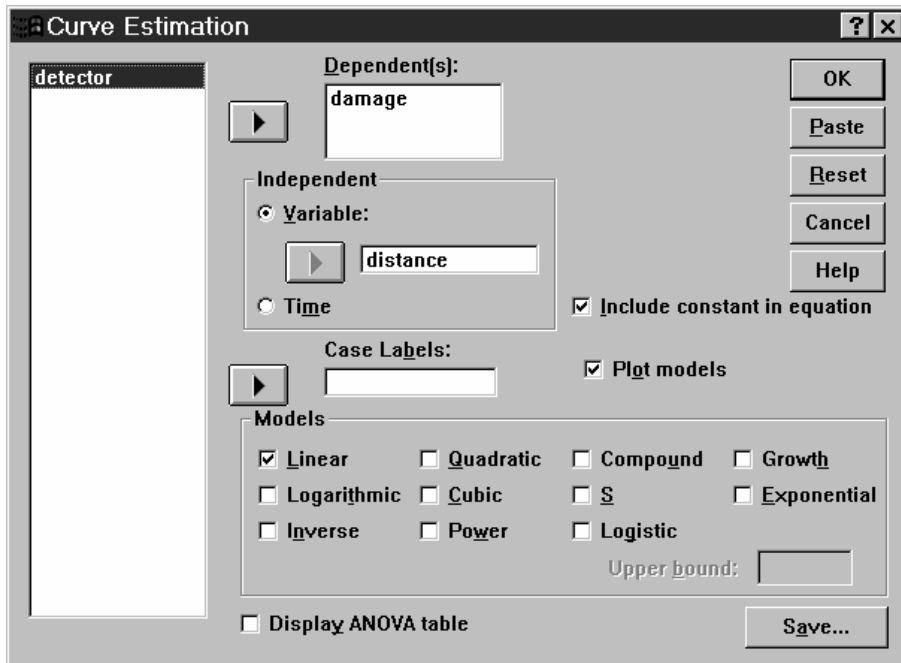 Curve Estimation
detector
Dependent(s):
damage
Independent
Variable:
distance
Time
Case Labels:
OK
Paste
Reset
Cancel
Help
Include constant in equation
Plot models
Models
Linear Quadratic Compound Growth
Logarithmic Cubic S Exponential
Inverse Power Logistic
Upper bound:
Display ANOVA table
Save...